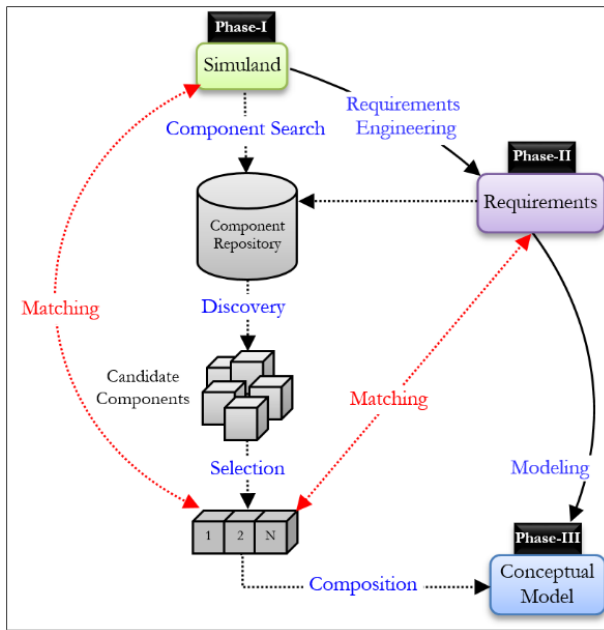 Phase-I
Simuland
Requirements
Engineering
Component Search
Phase-II
Requirements
Component
Repository
Matching
Discovery
Candidate
Components
Matching
Selection
Modeling
1 2 N
Phase-III
Composition
Conceptual
Model